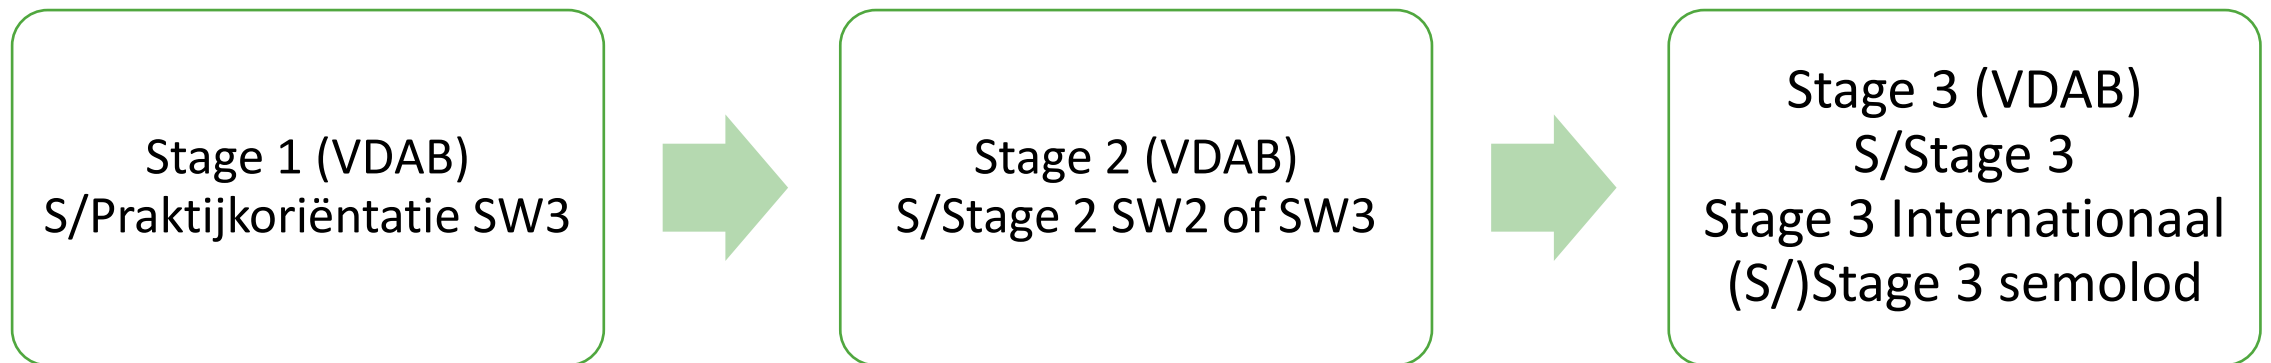 Stage 1 (VDAB)
S/Praktijkoriëntatie SW3
Stage 2 (VDAB)
S/Stage 2 SW2 of SW3
Stage 3 (VDAB)
S/Stage 3
Stage 3 Internationaal
(S/)Stage 3 semolod